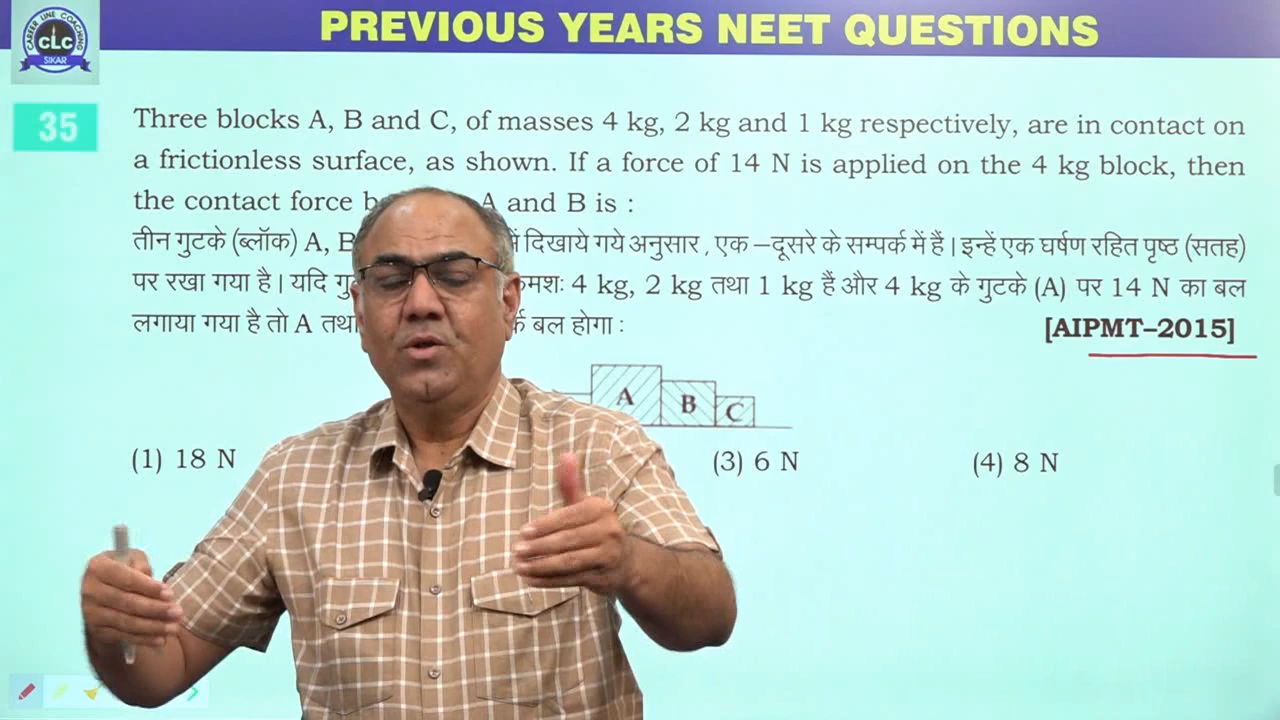 PREVIOUS YEARS NEET QUESTIONS
CAREER LINE COACHING
CLC
SIKAR
35
Three blocks A, B and C, of masses 4 kg, 2 kg and 1 kg respectively, are in contact on
a frictionless surface, as shown. If a force of 14 N is applied on the 4 kg block, then
the contact force A and B is :
तीन गुटके (ब्लॉक) A, B में दिखाये गये अनुसार, एक –दूसरे के सम्पर्क में हैं। इन्हें एक घर्षण रहित पृष्ठ (सतह)
पर रखा गया है। यदि 4 kg, 2 kg तथा 1 kg हैं और 4 kg के गुटके (A) पर 14 N का बल
लगाया गया है तो A तथा बल होगा :
[AIPMT–2015]
A B C
(1) 18 N (3) 6 N (4) 8 N